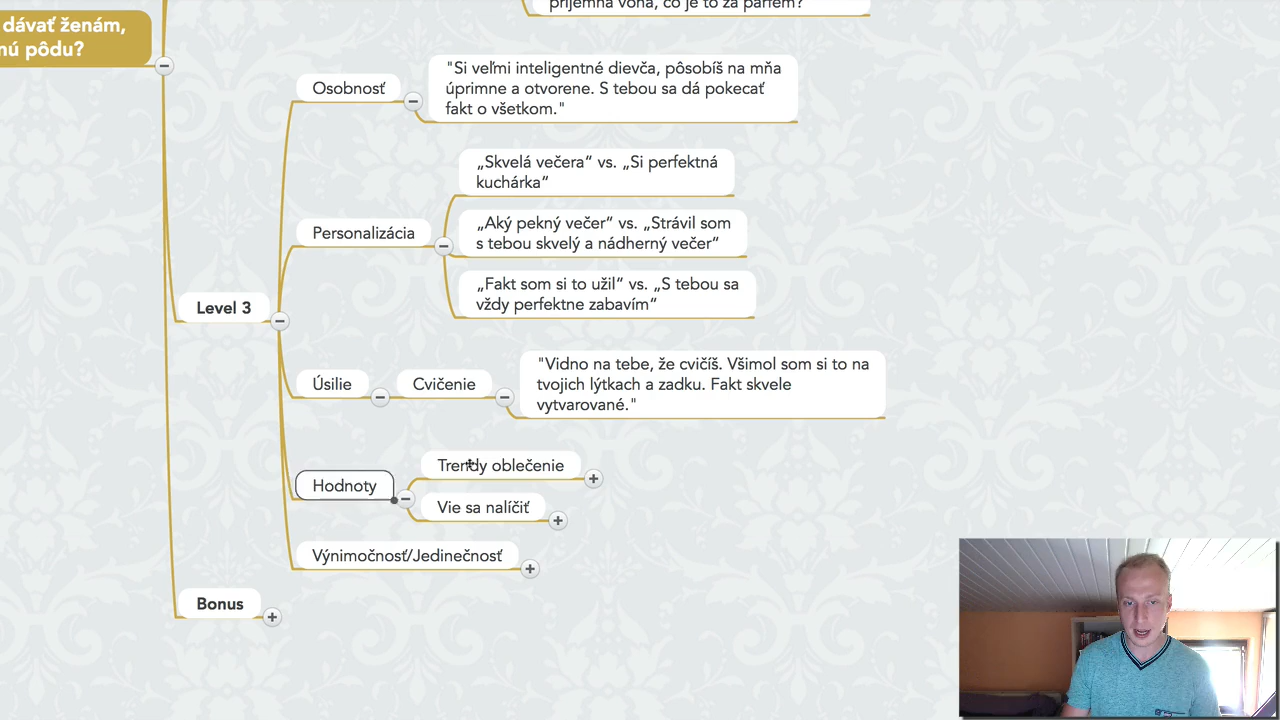 príjemná vôňa, čo je to za parfém?
dávať ženám,
nú pôdu?
Osobnosť
"Si veľmi inteligentné dievča, pôsobíš na mňa
úprimne a otvorene. S tebou sa dá pokecať
fakt o všetkom."
Personalizácia
„Skvelá večera“ vs. „Si perfektná
kuchárka“
„Aký pekný večer“ vs. „Strávil som
s tebou skvelý a nádherný večer“
„Fakt som si to užil“ vs. „S tebou sa
vždy perfektne zabavím“
Level 3
Úsilie
Cvičenie
"Vidno na tebe, že cvičíš. Všimol som si to na
tvojich lýtkach a zadku. Fakt skvele
vytvarované."
Hodnoty
Trendy oblečenie
Vie sa nalíčiť
Výnimočnosť/Jedinečnosť
Bonus